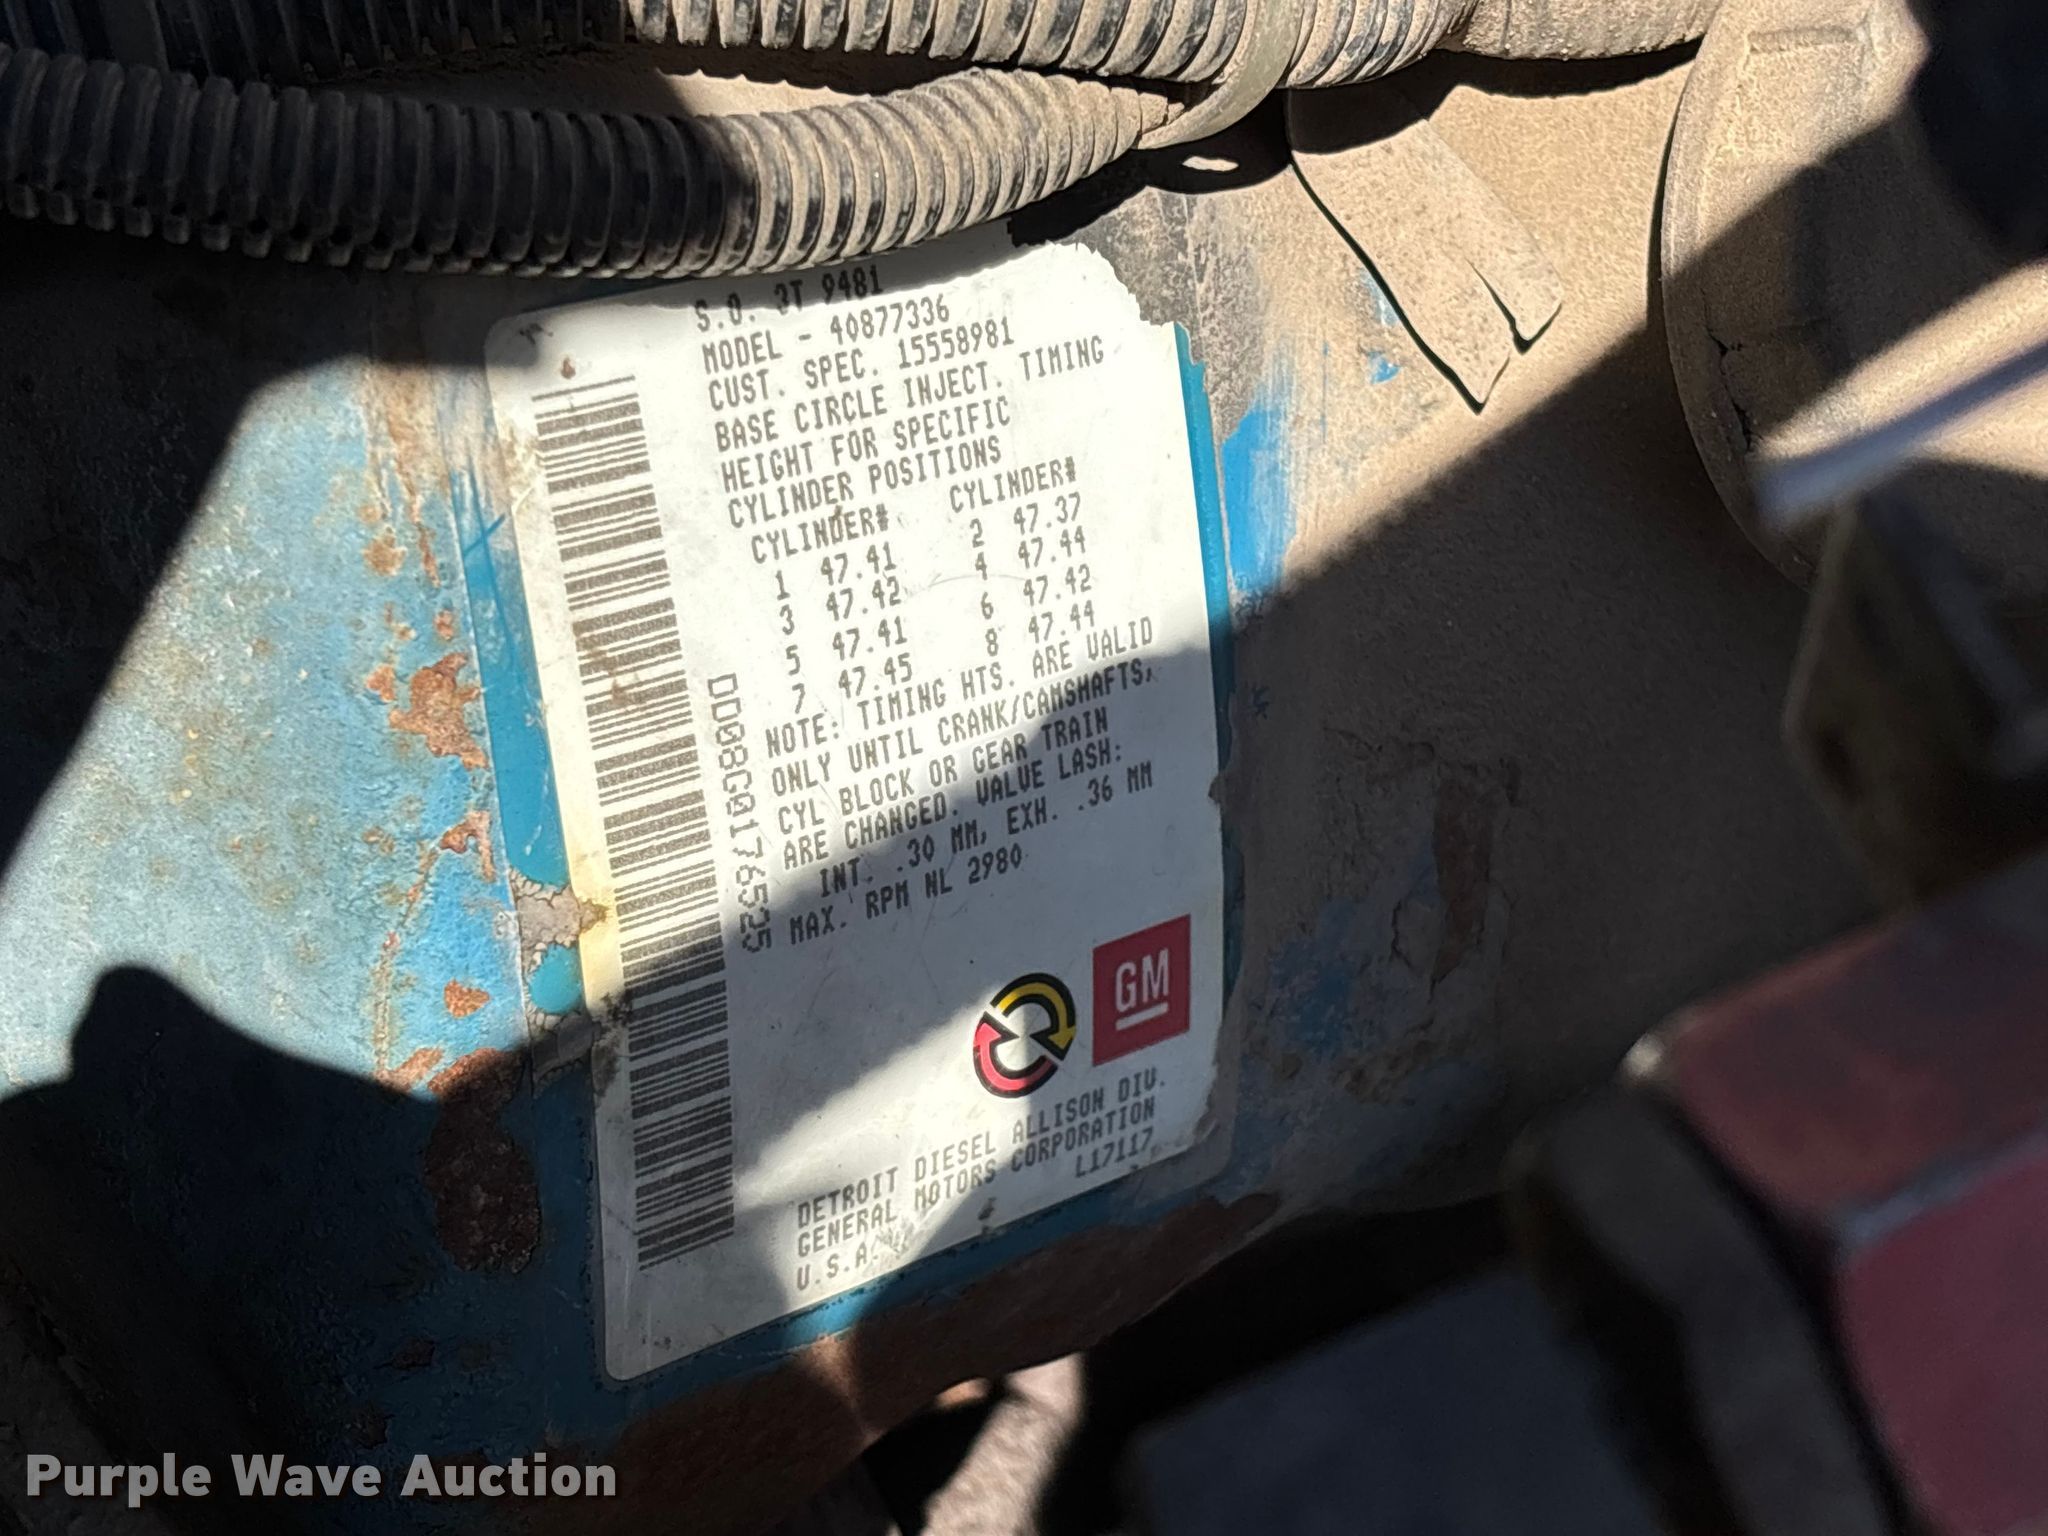 S.O. 3T 9481
MODEL - 40877336
CUST. SPEC. 15558981
BASE CIRCLE INJECT. TIMING
HEIGHT FOR SPECIFIC
CYLINDER POSITIONS
CYLINDER# CYLINDER#
1 47.41 2 47.37
3 47.42 4 47.44
5 47.41 6 47.42
7 47.45 8 47.44
NOTE: TIMING HTS. ARE VALID
ONLY UNTIL CRANK/CAMSHAFTS,
CYL BLOCK OR GEAR TRAIN
ARE CHANGED. VALVE LASH:
INT. .30 MM, EXH. .36 MM
MAX. RPM NL 2980
DD08G0176525
GM
DETROIT DIESEL ALLISON DIV.
GENERAL MOTORS CORPORATION
U.S.A. L17117
Purple Wave Auction